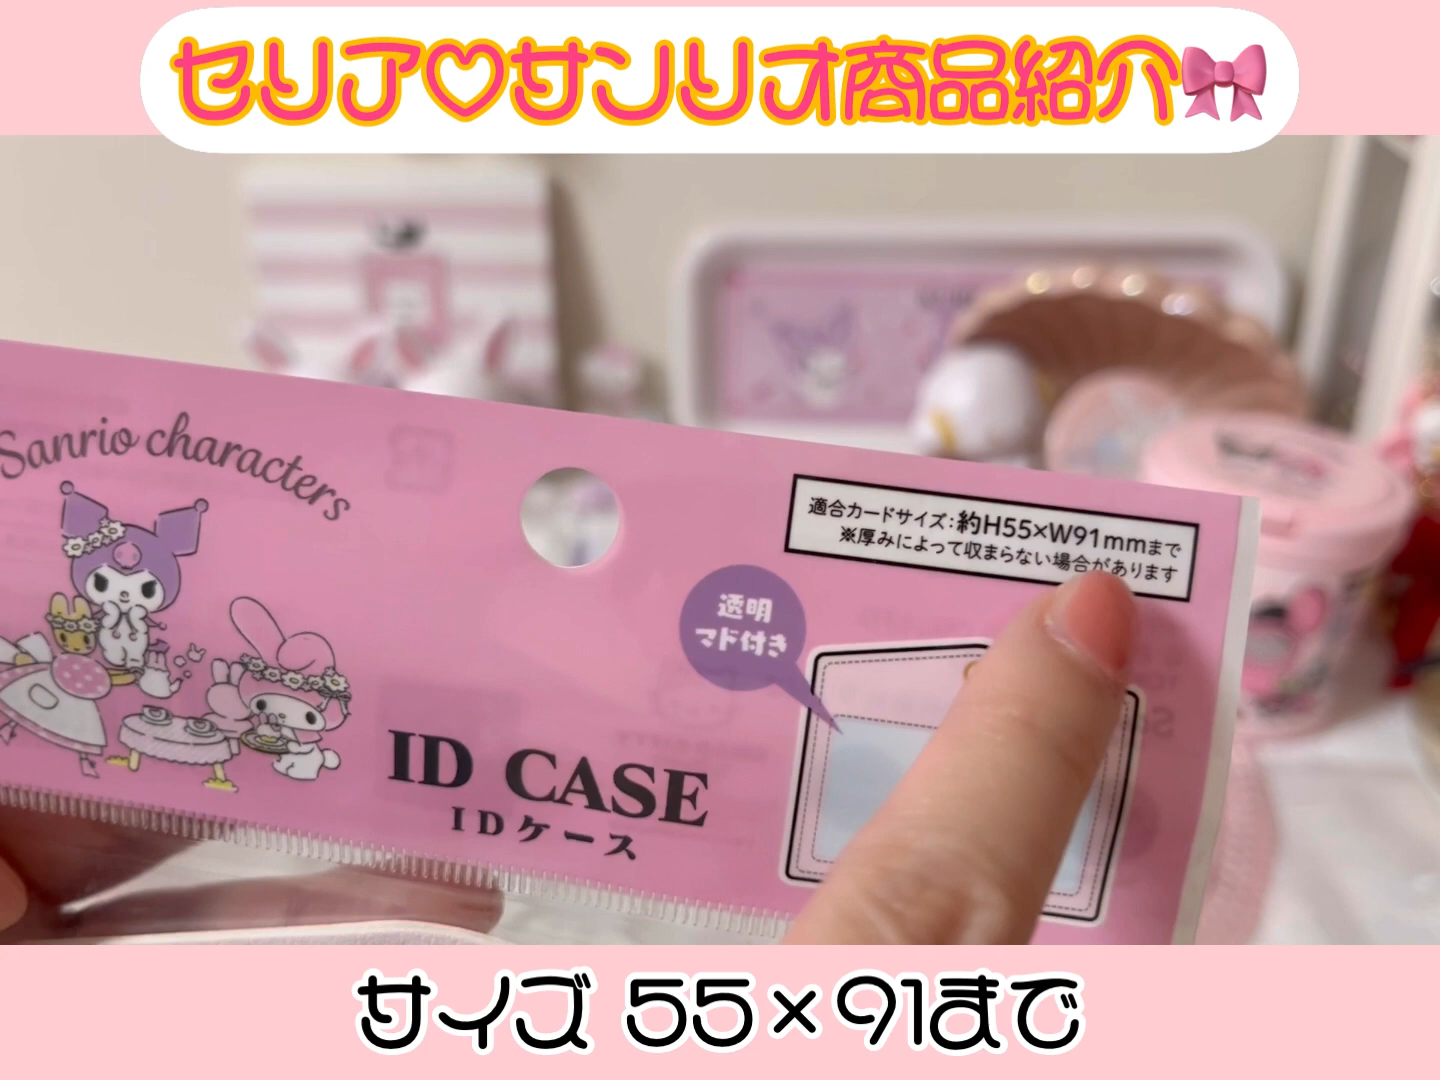 セリア♡サンリオ商品紹介🎀
Sanrio characters
適合カードサイズ:約H55×W91mmまで
※厚みによって収まらない場合があります
透明
マド付き
ID CASE
IDケース
サイズ 55×91まで